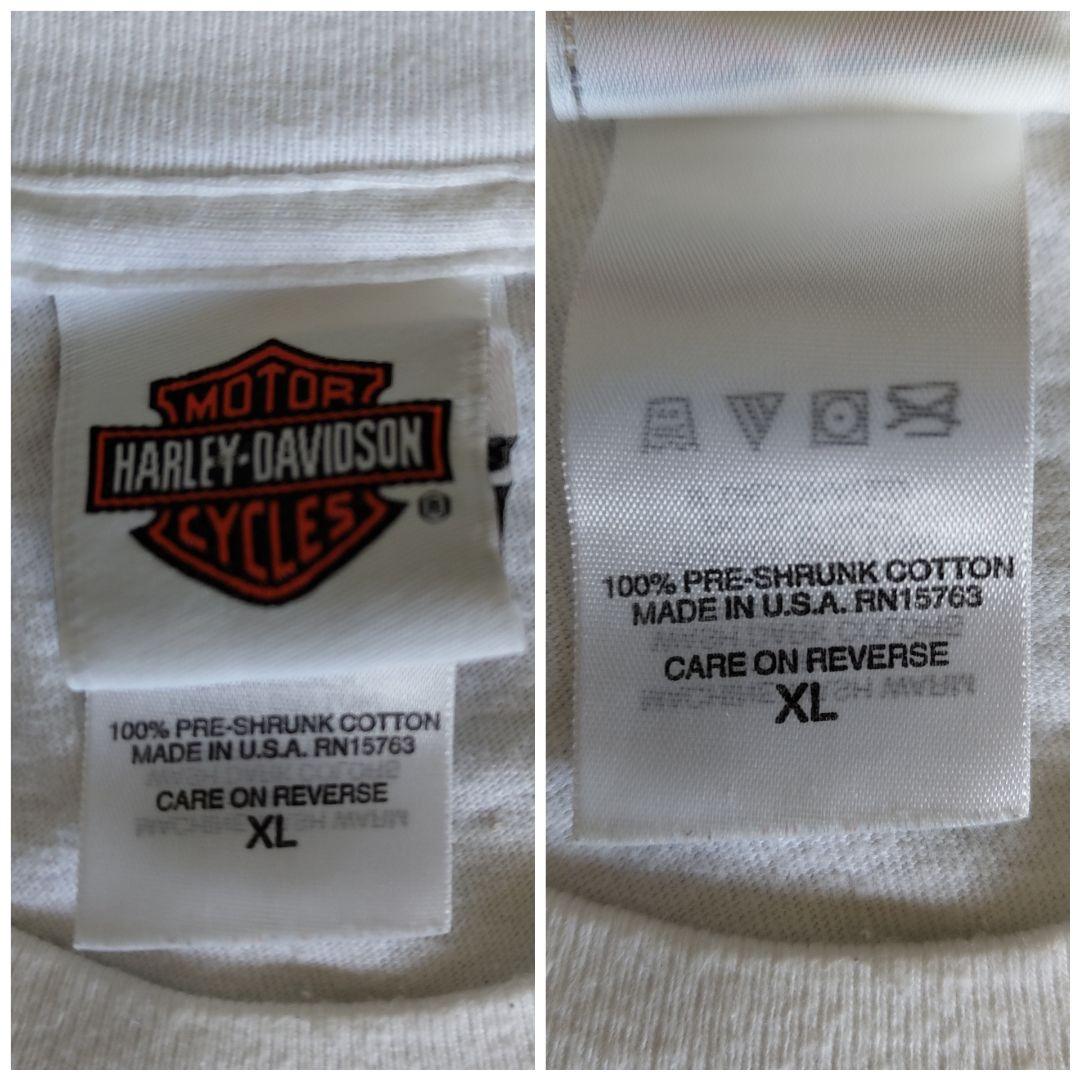 MOTOR
HARLEY-DAVIDSON
CYCLES
®
100% PRE-SHRUNK COTTON
MADE IN U.S.A. RN15763
CARE ON REVERSE
XL
100% PRE-SHRUNK COTTON
MADE IN U.S.A. RN15763
CARE ON REVERSE
XL